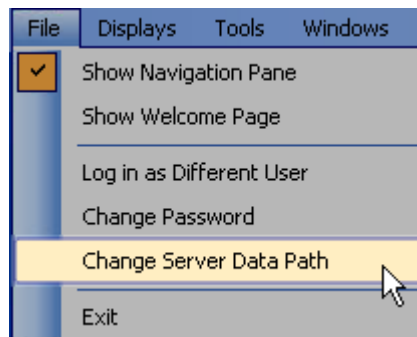 File Displays Tools Windows
Show Navigation Pane
Show Welcome Page
Log in as Different User
Change Password
Change Server Data Path
Exit